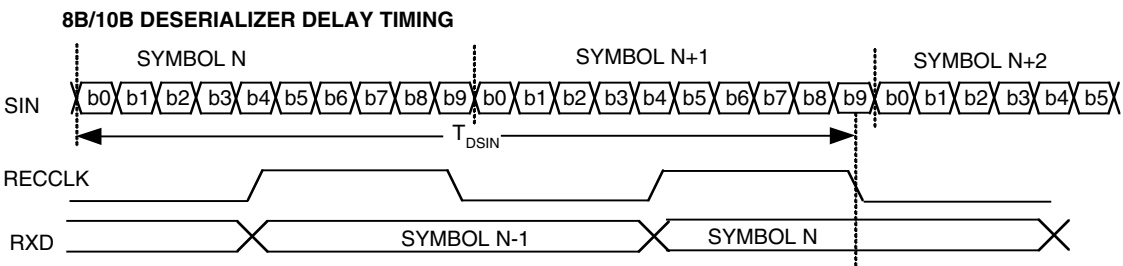 8B/10B DESERIALIZER DELAY TIMING
SYMBOL N SYMBOL N+1 SYMBOL N+2
SIN b0 b1 b2 b3 b4 b5 b6 b7 b8 b9 b0 b1 b2 b3 b4 b5 b6 b7 b8 b9 b0 b1 b2 b3 b4 b5
TDSIN
RECCLK
RXD SYMBOL N-1 SYMBOL N